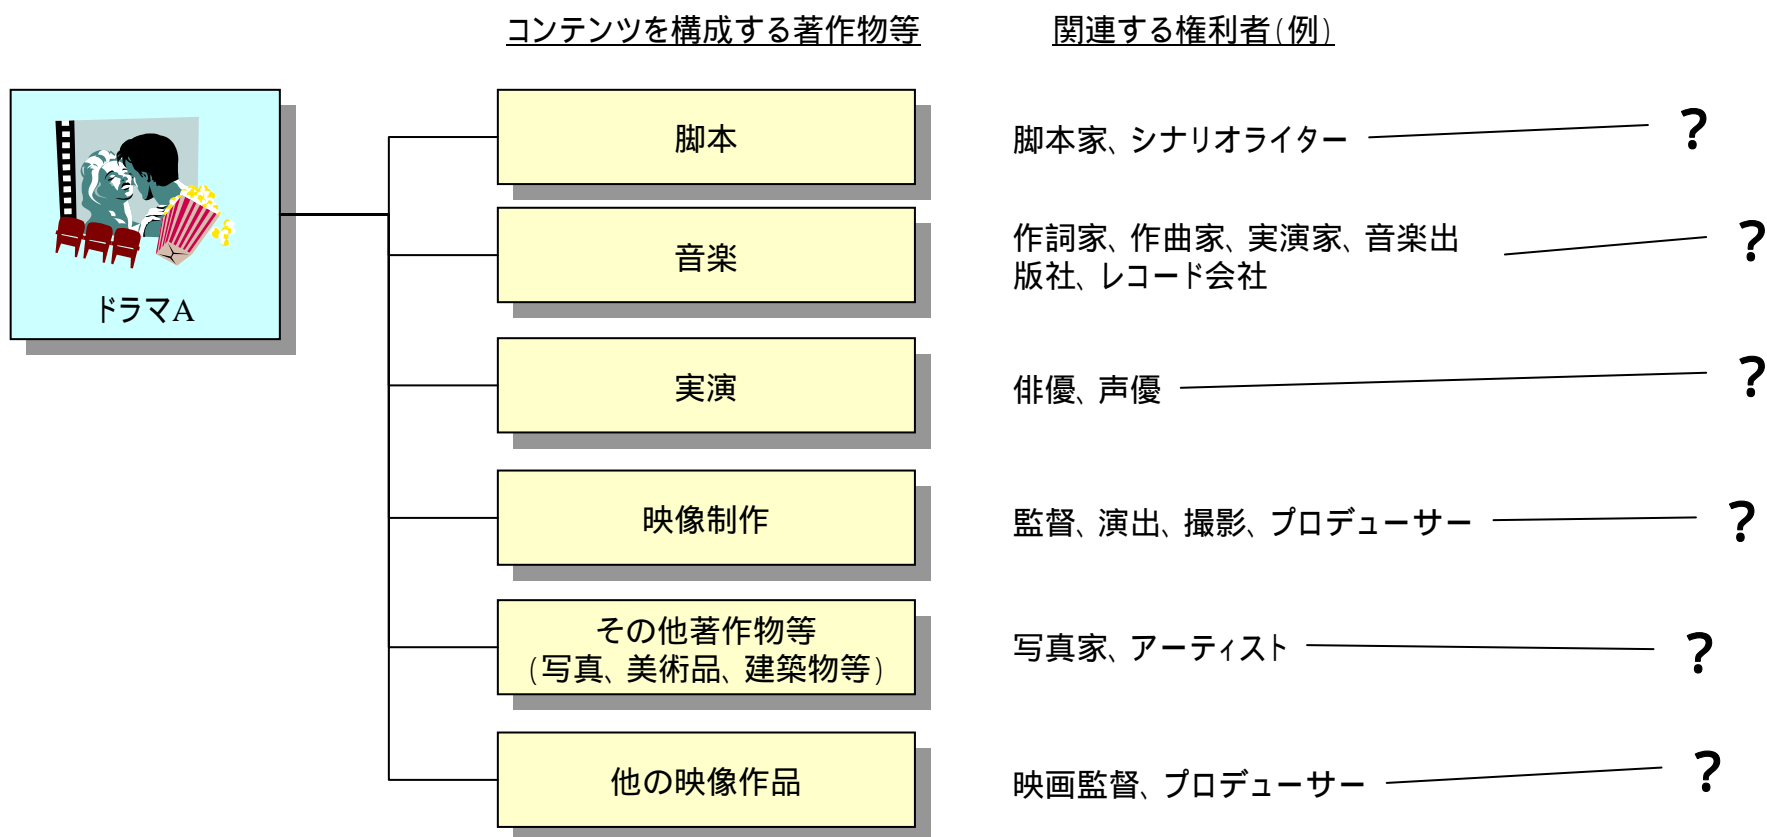 コンテンツを構成する著作物等
関連する権利者(例)
ドラマA
脚本
脚本家、シナリオライター
?
音楽
作詞家、作曲家、実演家、音楽出
版社、レコード会社
?
実演
俳優、声優
?
映像制作
監督、演出、撮影、プロデューサー
?
その他著作物等
(写真、美術品、建築物等)
写真家、アーティスト
?
他の映像作品
映画監督、プロデューサー
?